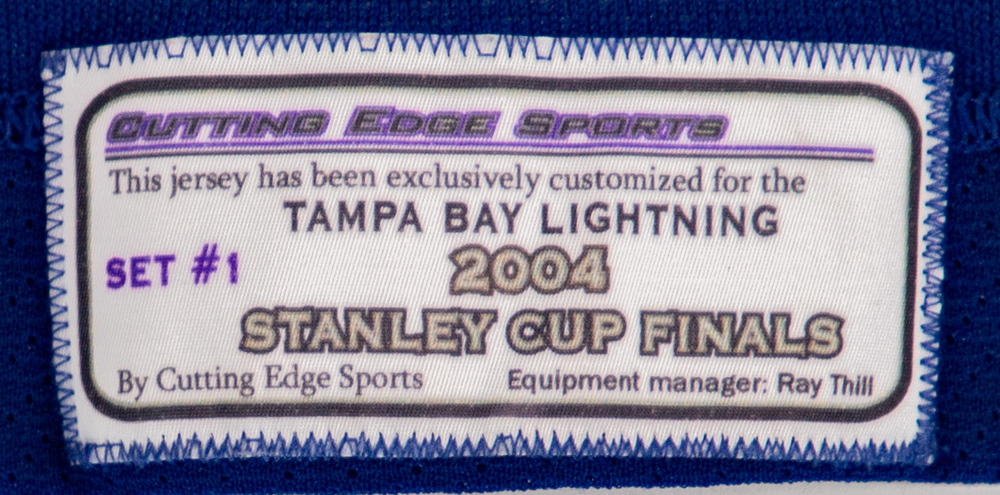 CUTTING EDGE SPORTS
This jersey has been exclusively customized for the
TAMPA BAY LIGHTNING
SET #1
2004
STANLEY CUP FINALS
By Cutting Edge Sports
Equipment manager: Ray Thill